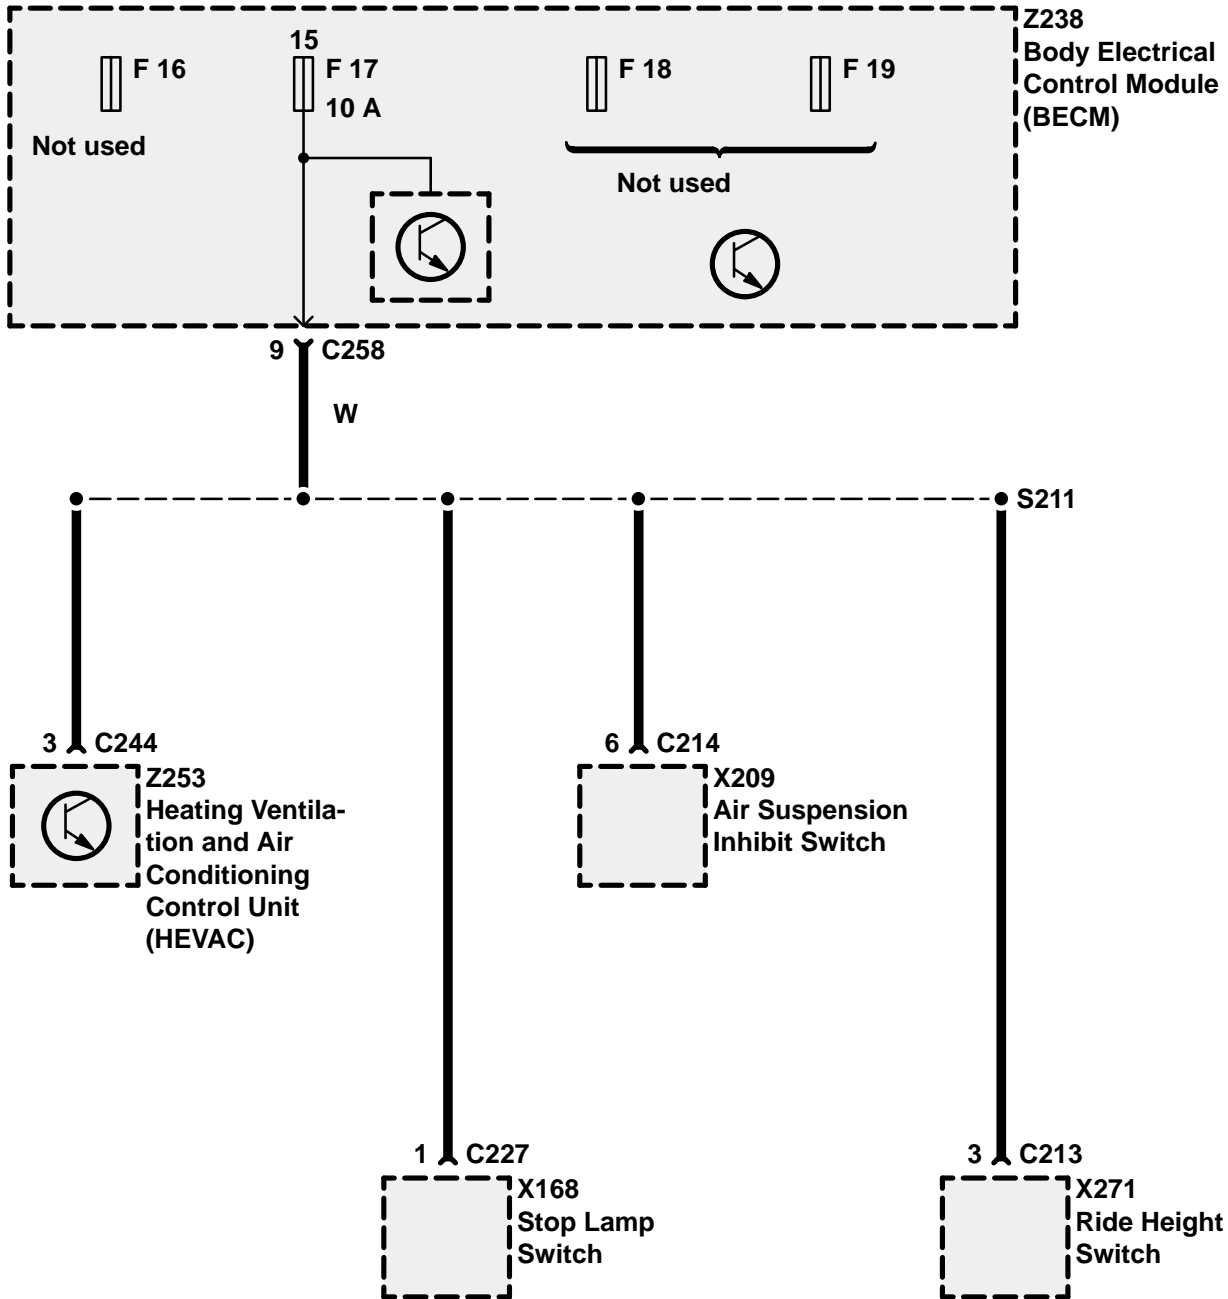 Z238
Body Electrical
Control Module
(BECM)
15
F 16
F 17
10 A
F 18
F 19
Not used
Not used
9 C258
W
S211
3 C244
Z253
Heating Ventila-
tion and Air
Conditioning
Control Unit
(HEVAC)
6 C214
X209
Air Suspension
Inhibit Switch
1 C227
X168
Stop Lamp
Switch
3 C213
X271
Ride Height
Switch